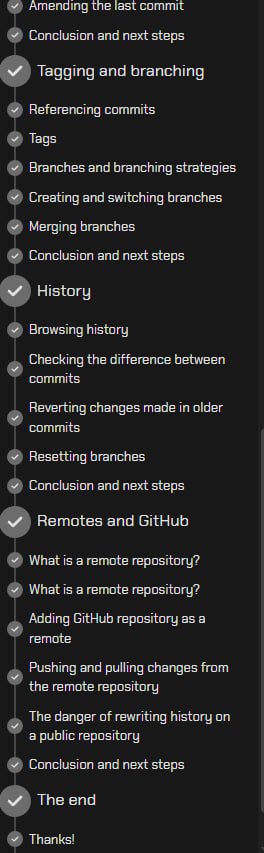 Amending the last commit
Conclusion and next steps
Tagging and branching
Referencing commits
Tags
Branches and branching strategies
Creating and switching branches
Merging branches
Conclusion and next steps
History
Browsing history
Checking the difference between
commits
Reverting changes made in older
commits
Resetting branches
Conclusion and next steps
Remotes and GitHub
What is a remote repository?
What is a remote repository?
Adding GitHub repository as a
remote
Pushing and pulling changes from
the remote repository
The danger of rewriting history on
a public repository
Conclusion and next steps
The end
Thanks!